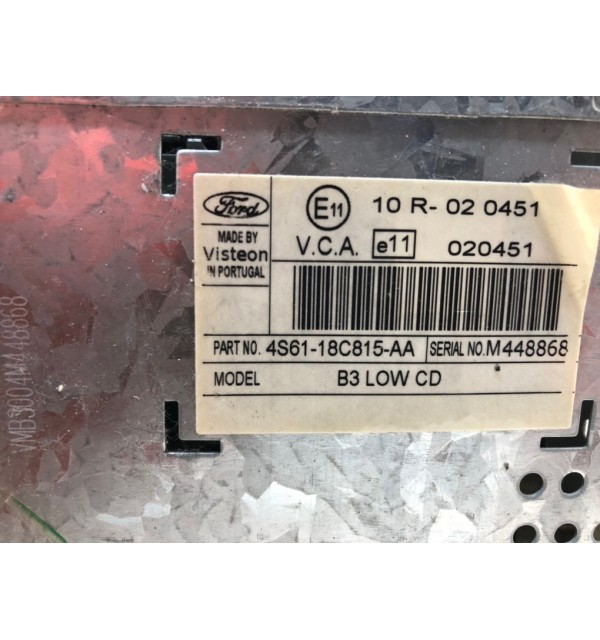 Ford
E11 10 R- 02 0451
MADE BY
Visteon
IN PORTUGAL
V.C.A. e11 020451
PART NO. 4S61-18C815-AA SERIAL NO. M448868
MODEL B3 LOW CD
M448868